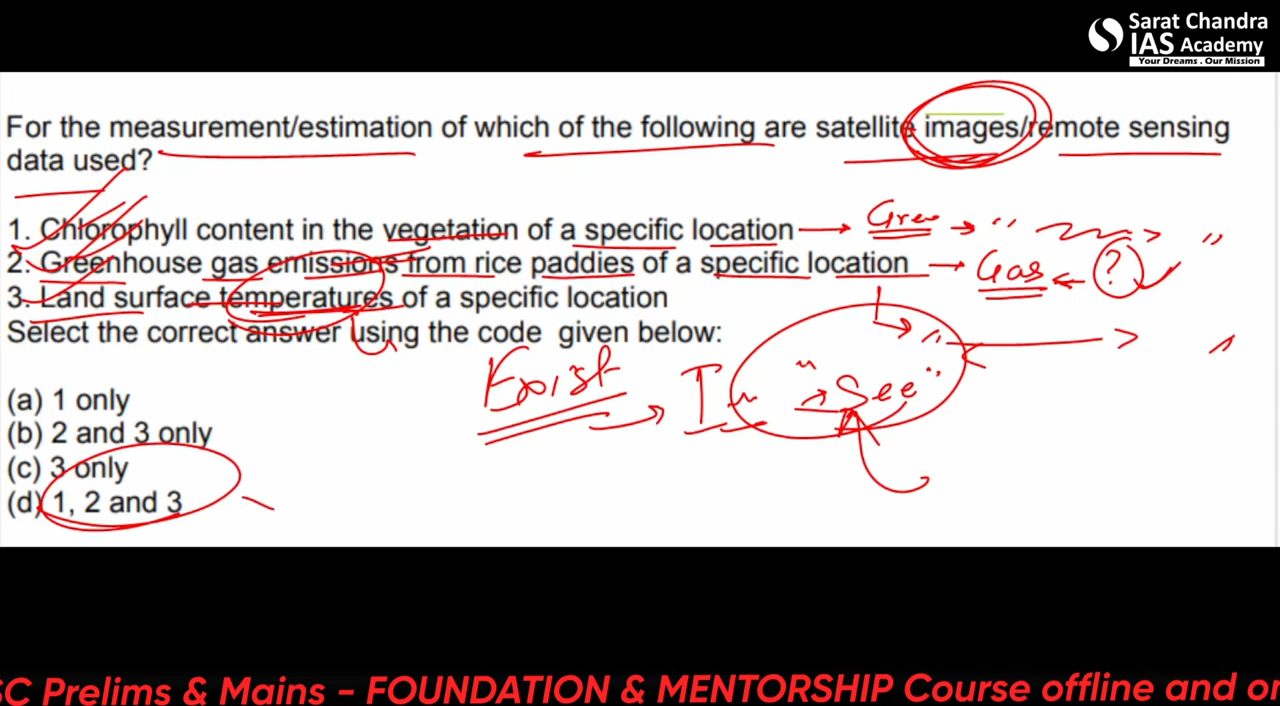 Sarat Chandra
IAS Academy
Your Dreams . Our Mission
For the measurement/estimation of which of the following are satellite images/remote sensing
data used?
1. Chlorophyll content in the vegetation of a specific location
2. Greenhouse gas emissions from rice paddies of a specific location
Gas ?
3. Land surface temperatures of a specific location
Select the correct answer using the code given below:
Exist
"See"
(a) 1 only
(b) 2 and 3 only
(c) 3 only
(d) 1, 2 and 3
SC Prelims & Mains - FOUNDATION & MENTORSHIP Course offline and